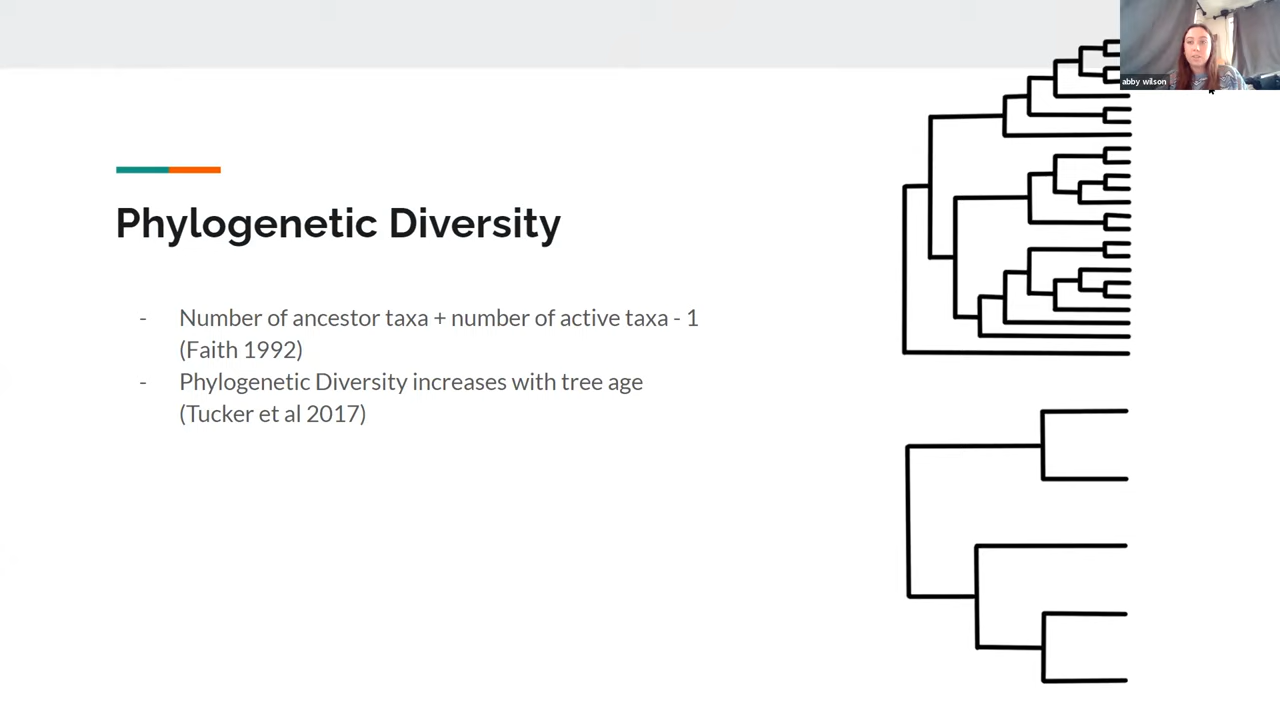 abby wilson
Phylogenetic Diversity
- Number of ancestor taxa + number of active taxa - 1
(Faith 1992)
- Phylogenetic Diversity increases with tree age
(Tucker et al 2017)